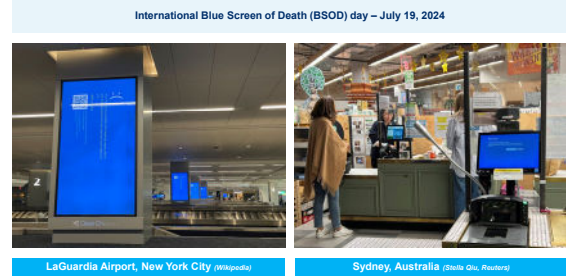 International Blue Screen of Death (BSOD) day – July 19, 2024
2
LaGuardia Airport, New York City (Wikipedia)
Sydney, Australia (Stella Qiu, Reuters)